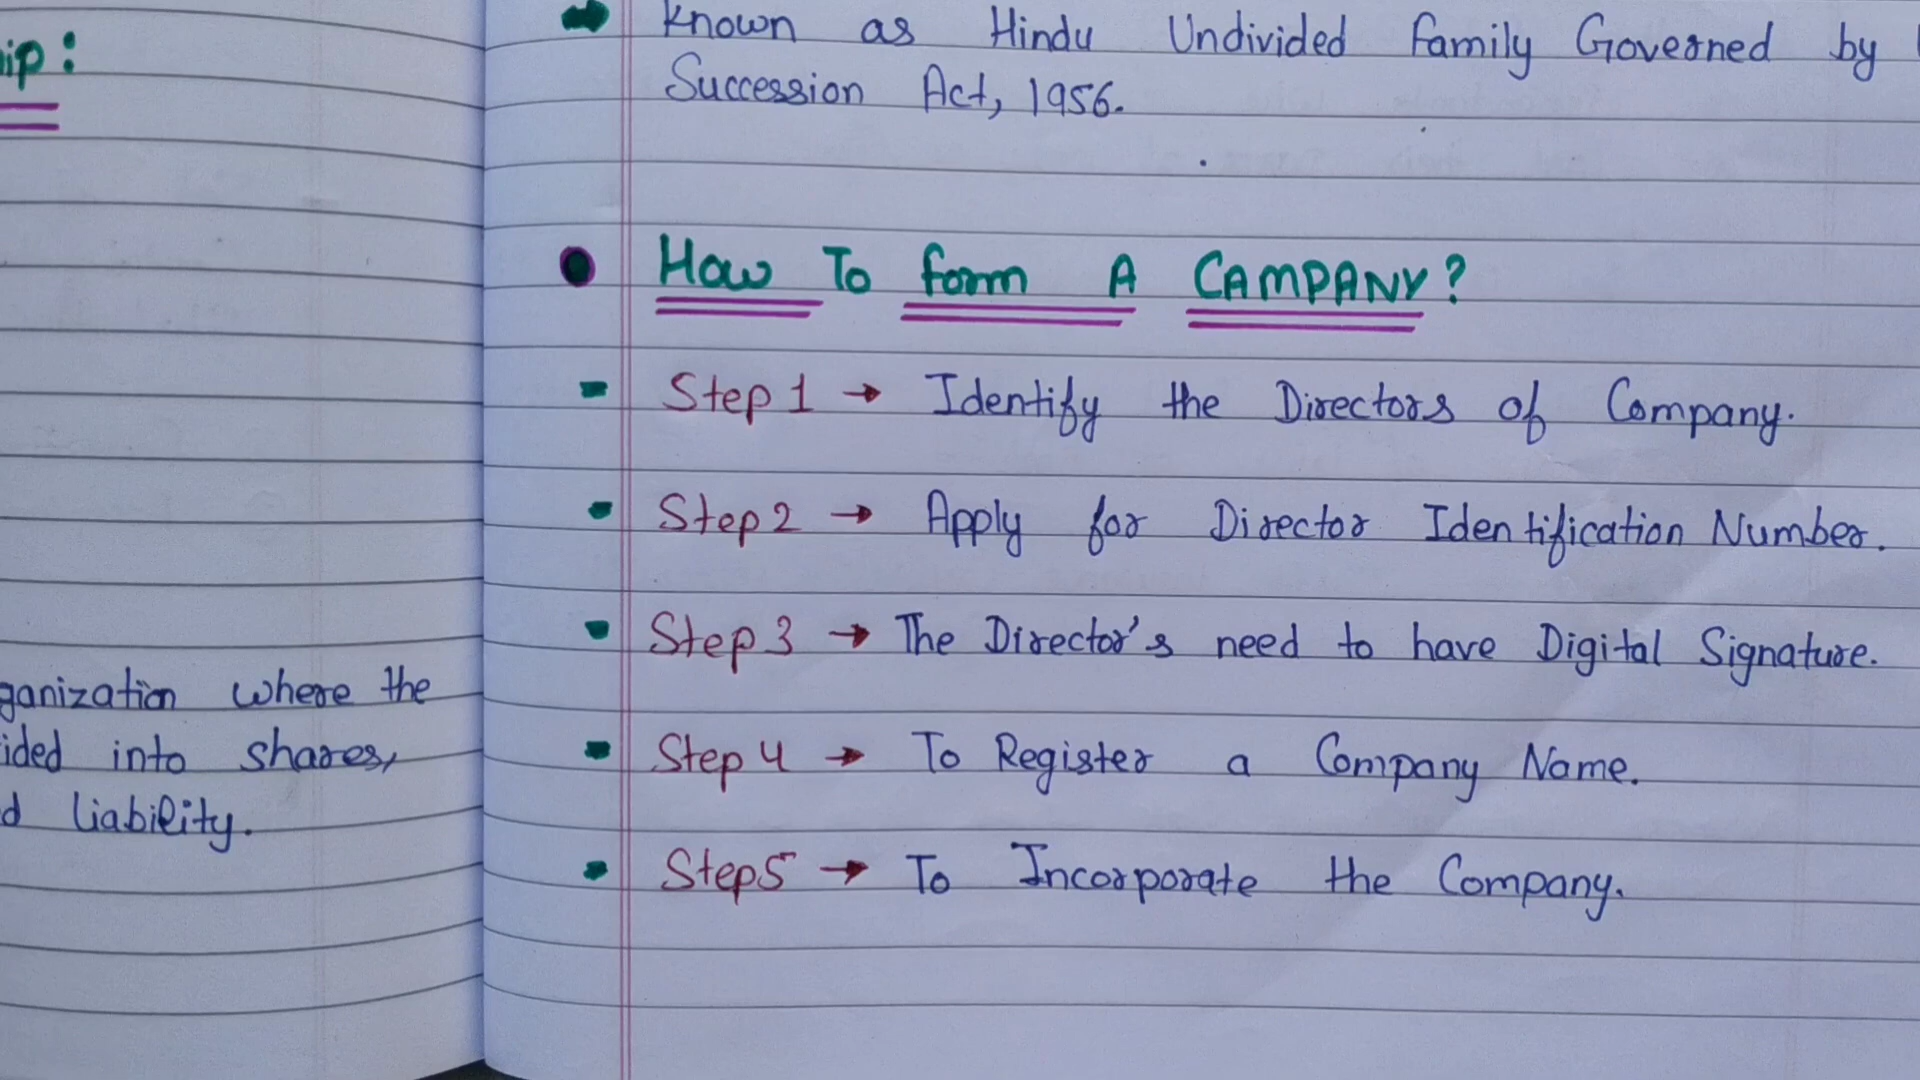 ip:
ganization where the
ided into shares,
d liability.
Known as Hindu Undivided Family Governed by
Succession Act, 1956.
How To Form A CAMPANY?
Step 1 → Identify the Directors of Company.
Step 2 → Apply for Director Identification Number.
Step 3 → The Director's need to have Digital Signature.
Step 4 → To Register a Company Name.
Step 5 → To Incorporate the Company.